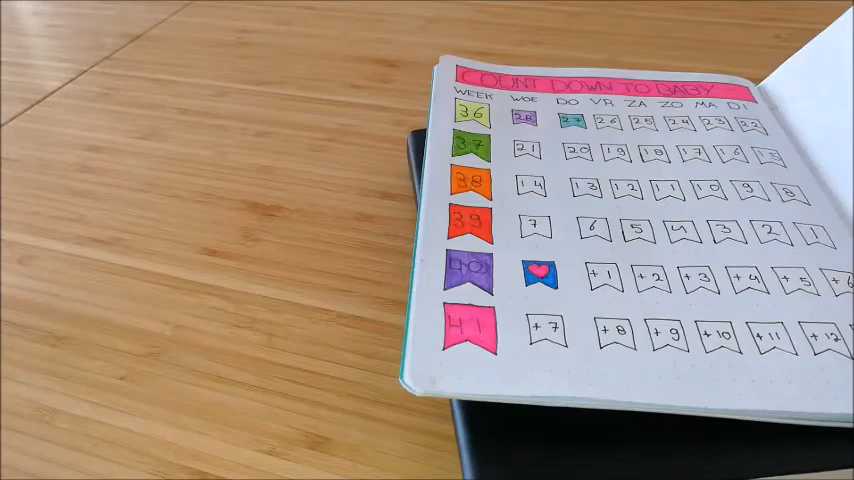 COUNT DOWN TO BABY
WEEK WOE DO VR ZA ZO MA DI
36 28 27 26 25 24 23 22
37 21 20 19 18 17 16 15
38 14 13 12 11 10 9 8
39 7 6 5 4 3 2 1
40 +1 +2 +3 +4 +5 +6
41 +7 +8 +9 +10 +11 +12